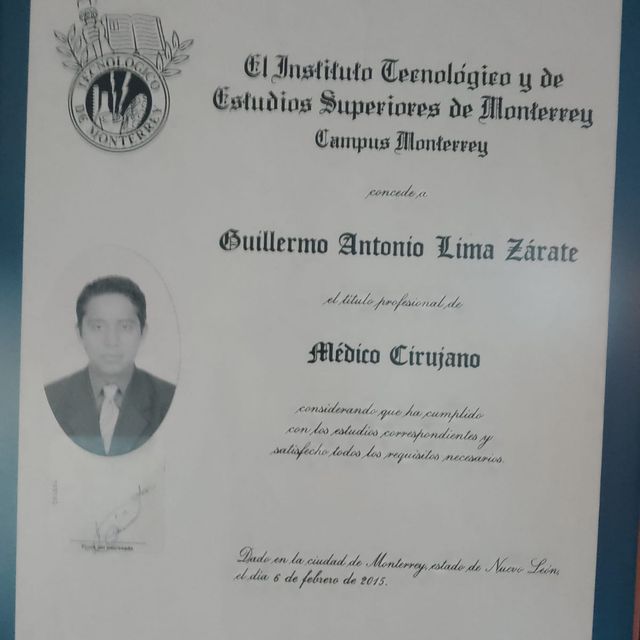 TECNOLÓGICO
DE MONTERREY
El Instituto Tecnológico y de
Estudios Superiores de Monterrey
Campus Monterrey
concede a
Guillermo Antonio Lima Zárate
el título profesional de
Médico Cirujano
considerando que ha cumplido
con los estudios correspondientes y
satisfecho todos los requisitos necesarios.
Dado en la ciudad de Monterrey, estado de Nuevo León,
el día 6 de febrero de 2015.